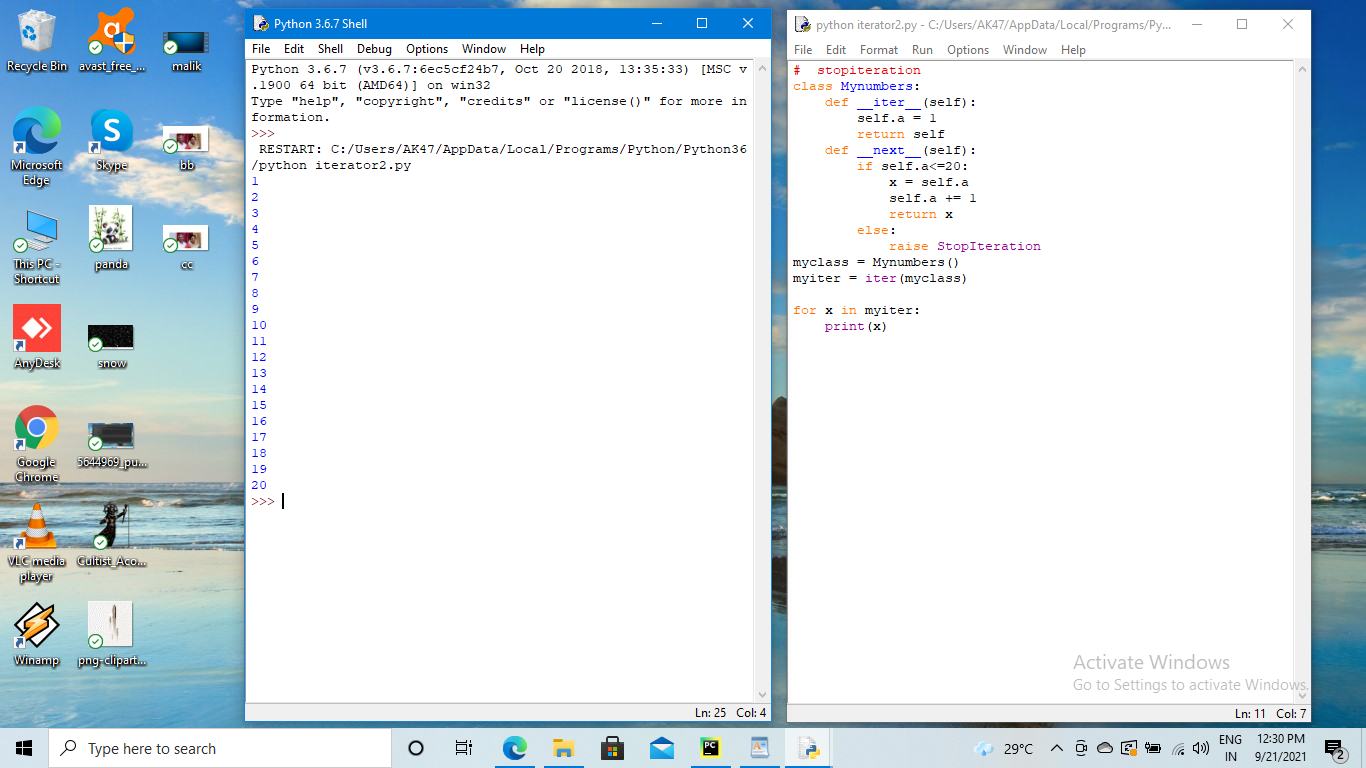 Recycle Bin
avast_free_...
malik
Microsoft
Edge
Skype
bb
This PC -
Shortcut
panda
cc
AnyDesk
snow
Google
Chrome
5644969_pu...
VLC media
player
Cultist_Aco...
Winamp
png-clipart...
Python 3.6.7 Shell
File Edit Shell Debug Options Window Help
Python 3.6.7 (v3.6.7:6ec5cf24b7, Oct 20 2018, 13:35:33) [MSC v
.1900 64 bit (AMD64)] on win32
Type "help", "copyright", "credits" or "license()" for more in
formation.
>>>
 RESTART: C:/Users/AK47/AppData/Local/Programs/Python/Python36
/python iterator2.py
1
2
3
4
5
6
7
8
9
10
11
12
13
14
15
16
17
18
19
20
>>>
Ln: 25 Col: 4
python iterator2.py - C:/Users/AK47/AppData/Local/Programs/Py...
File Edit Format Run Options Window Help
#  stopiteration
class Mynumbers:
    def __iter__(self):
        self.a = 1
        return self
    def __next__(self):
        if self.a<=20:
            x = self.a
            self.a += 1
            return x
        else:
            raise StopIteration
myclass = Mynumbers()
myiter = iter(myclass)

for x in myiter:
    print(x)
Activate Windows
Go to Settings to activate Windows.
Ln: 11 Col: 7
Type here to search
PC
29°C
ENG
IN
12:30 PM
9/21/2021
2